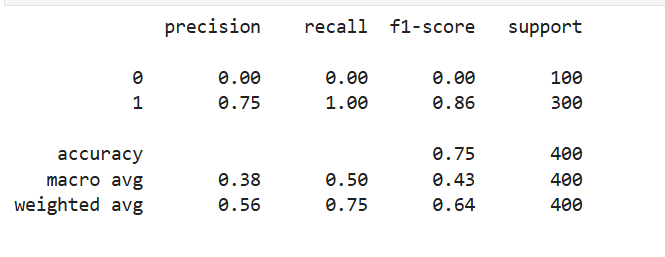 precision recall f1-score support
0 0.00 0.00 0.00 100
1 0.75 1.00 0.86 300
accuracy 0.75 400
macro avg 0.38 0.50 0.43 400
weighted avg 0.56 0.75 0.64 400